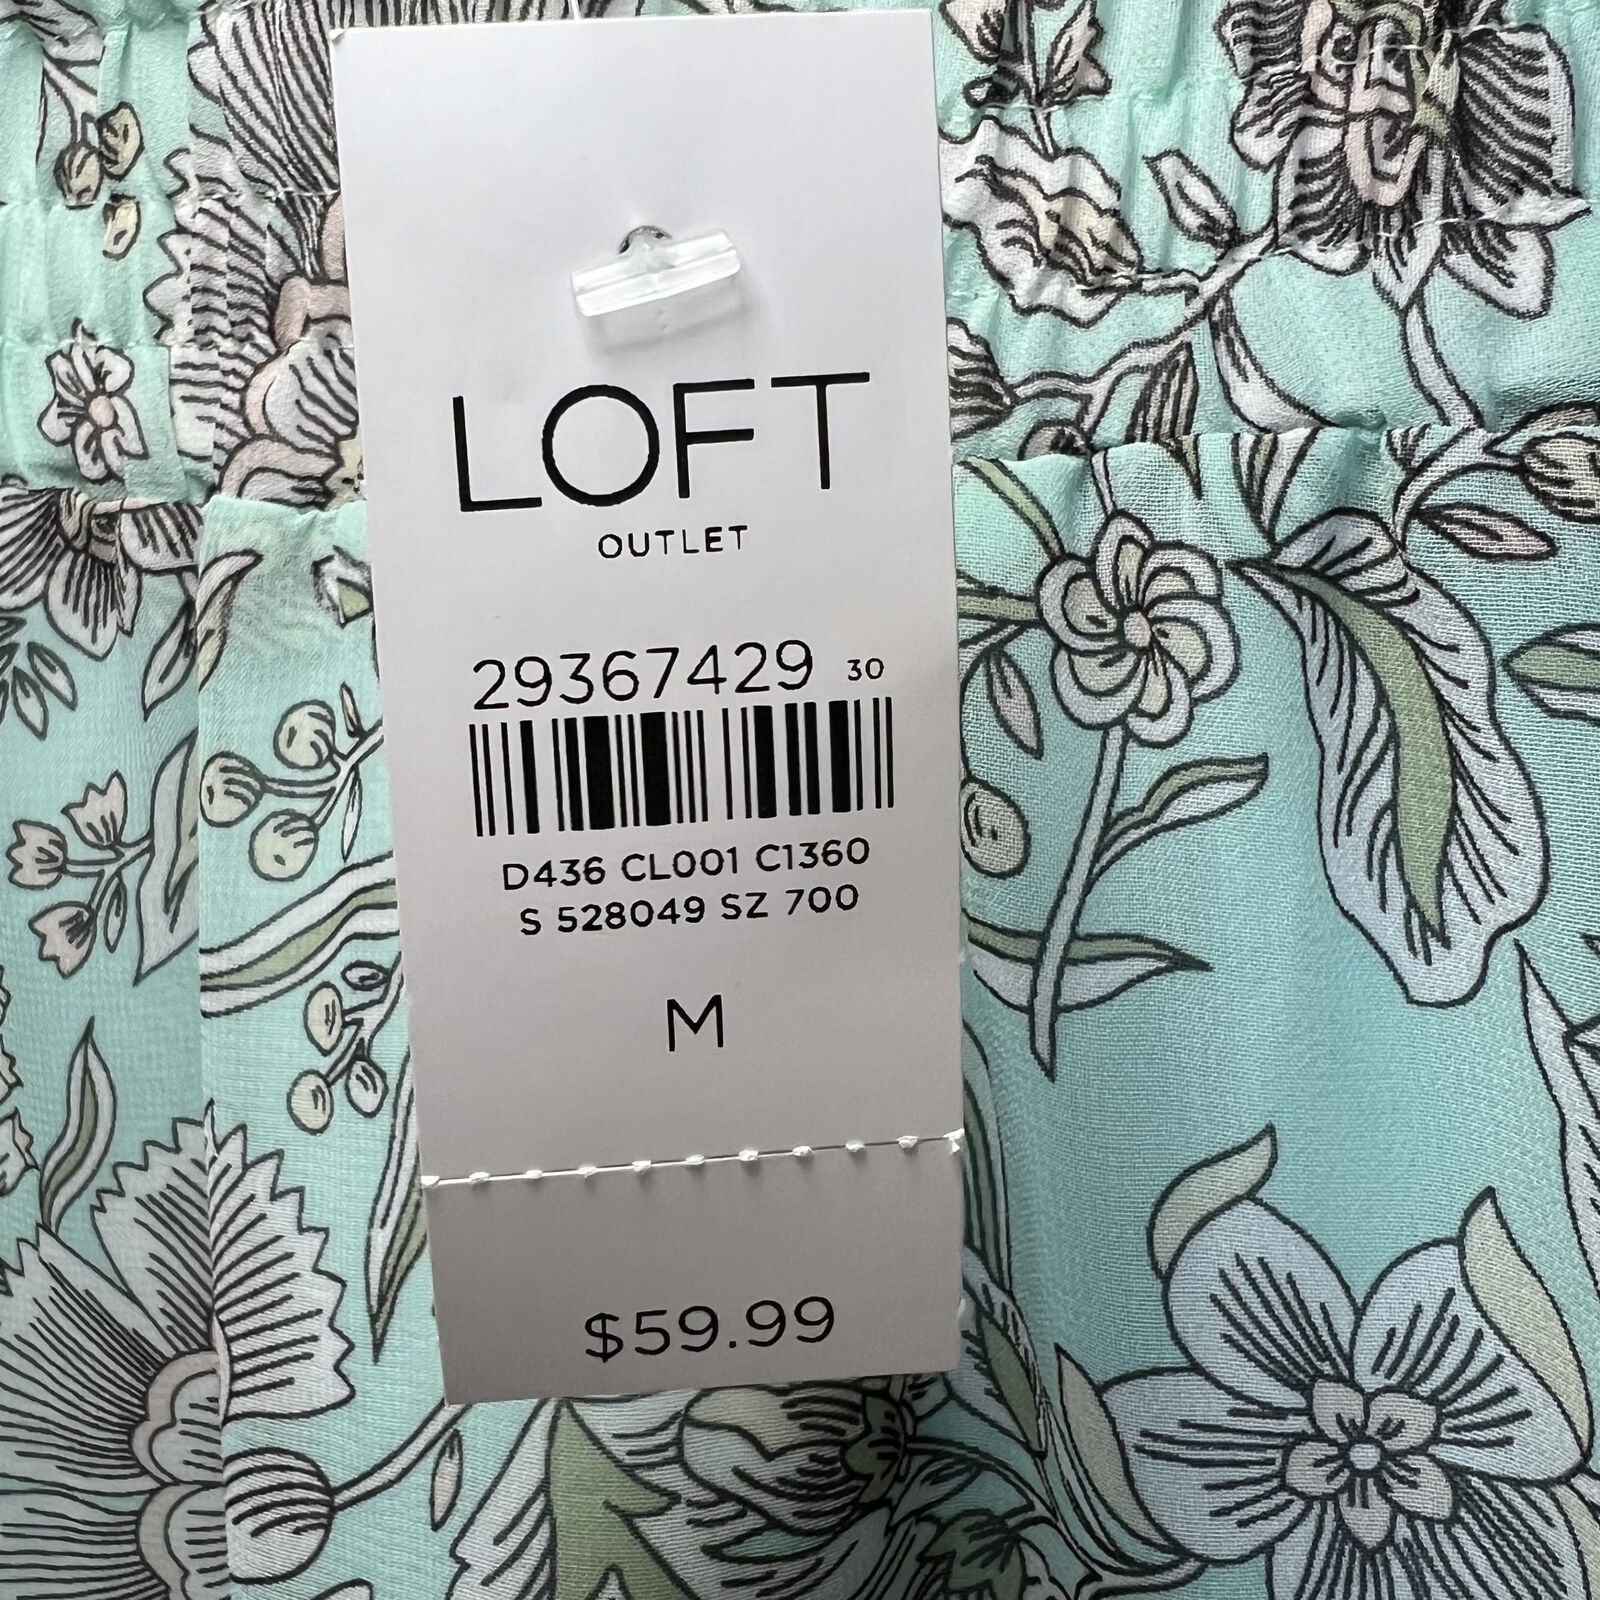 LOFT
OUTLET
29367429 30
D436 CL001 C1360
S 528049 SZ 700
M
$59.99